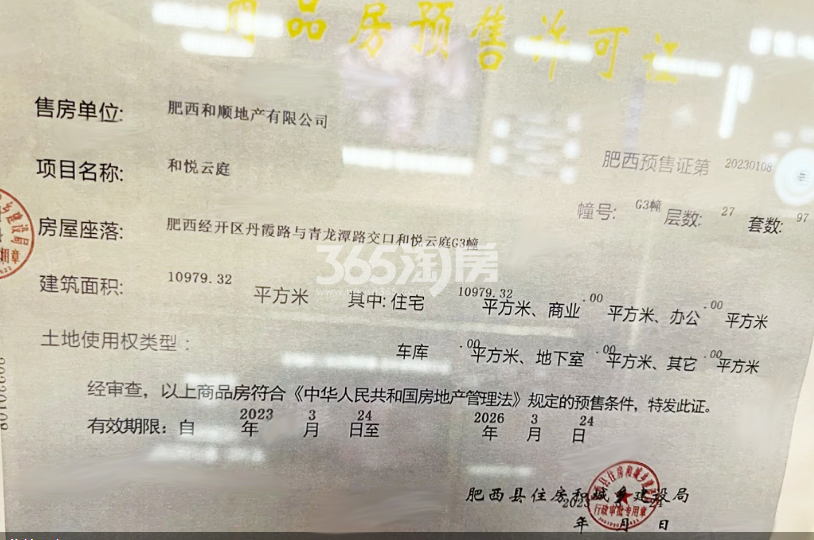 商品房预售许可证
售房单位: 肥西和顺地产有限公司
肥西预售证第 20230108
项目名称: 和悦云庭
幢号: G3幢 层数: 27 套数: 97
房屋座落: 肥西经开区丹霞路与青龙潭路交口和悦云庭G3幢
365淘房
建筑面积: 10979.32 平方米 其中: 住宅 10979.32 平方米、商业 .00 平方米、办公 .00 平方米
土地使用权类型: 车库 .00 平方米、地下室 .00 平方米、其它 .00 平方米
经审查，以上商品房符合《中华人民共和国房地产管理法》规定的预售条件，特发此证。
有效期限: 自 2023 年 3 月 24 日至 2026 年 3 月 24 日
肥西县住房和城乡建设局
行政审批专用章
年 月 日